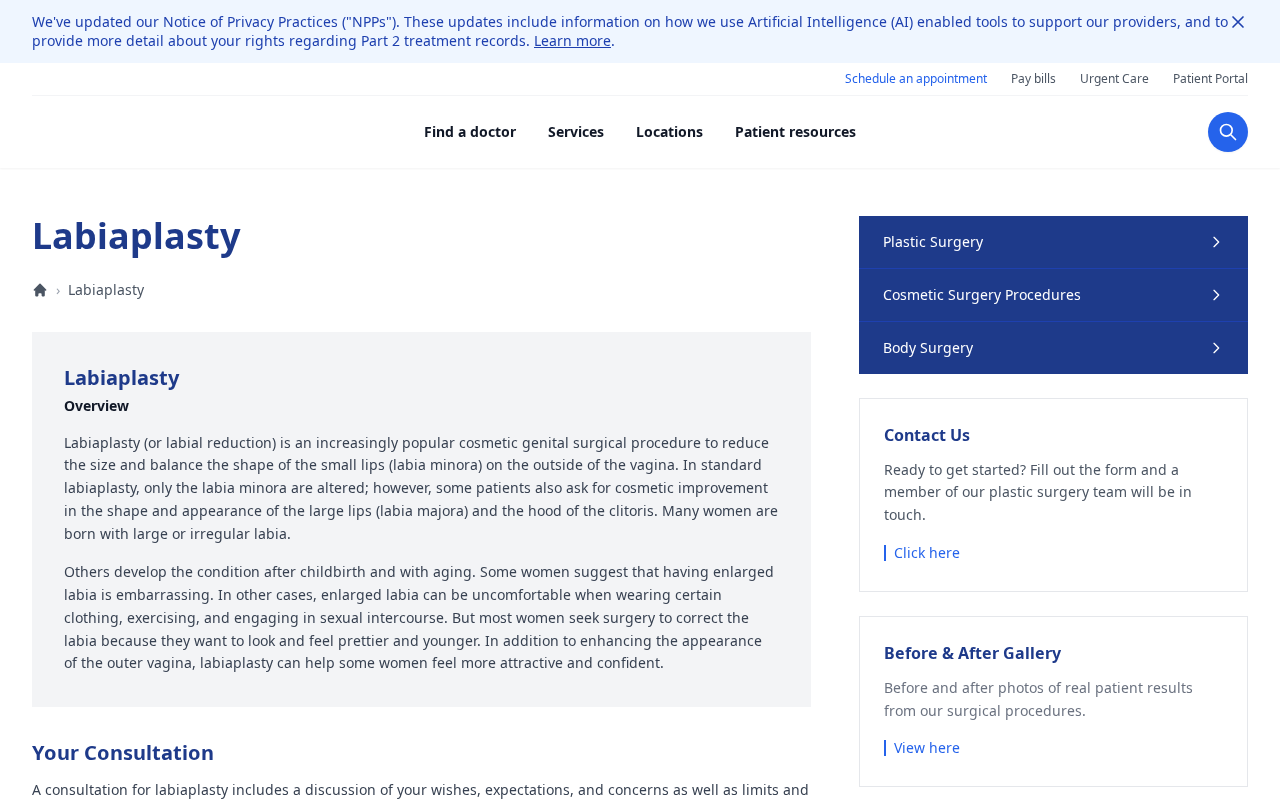 We've updated our Notice of Privacy Practices ("NPPs"). These updates include information on how we use Artificial Intelligence (AI) enabled tools to support our providers, and to
provide more detail about your rights regarding Part 2 treatment records. Learn more.
Schedule an appointment
Pay bills
Urgent Care
Patient Portal
Find a doctor
Services
Locations
Patient resources
Labiaplasty
› Labiaplasty
Labiaplasty
Overview
Labiaplasty (or labial reduction) is an increasingly popular cosmetic genital surgical procedure to reduce
the size and balance the shape of the small lips (labia minora) on the outside of the vagina. In standard
labiaplasty, only the labia minora are altered; however, some patients also ask for cosmetic improvement
in the shape and appearance of the large lips (labia majora) and the hood of the clitoris. Many women are
born with large or irregular labia.
Others develop the condition after childbirth and with aging. Some women suggest that having enlarged
labia is embarrassing. In other cases, enlarged labia can be uncomfortable when wearing certain
clothing, exercising, and engaging in sexual intercourse. But most women seek surgery to correct the
labia because they want to look and feel prettier and younger. In addition to enhancing the appearance
of the outer vagina, labiaplasty can help some women feel more attractive and confident.
Your Consultation
A consultation for labiaplasty includes a discussion of your wishes, expectations, and concerns as well as limits and
Plastic Surgery
Cosmetic Surgery Procedures
Body Surgery
Contact Us
Ready to get started? Fill out the form and a
member of our plastic surgery team will be in
touch.
Click here
Before & After Gallery
Before and after photos of real patient results
from our surgical procedures.
View here